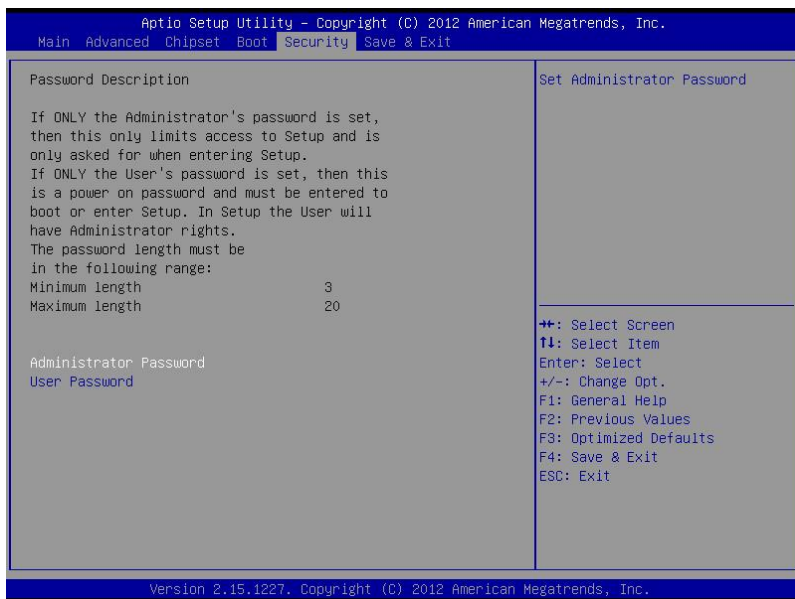 Aptio Setup Utility – Copyright (C) 2012 American Megatrends, Inc.
Main Advanced Chipset Boot Security Save & Exit
Password Description
If ONLY the Administrator's password is set,
then this only limits access to Setup and is
only asked for when entering Setup.
If ONLY the User's password is set, then this
is a power on password and must be entered to
boot or enter Setup. In Setup the User will
have Administrator rights.
The password length must be
in the following range:
Minimum length 3
Maximum length 20
Administrator Password
User Password
Set Administrator Password
→←: Select Screen
↑↓: Select Item
Enter: Select
+/-: Change Opt.
F1: General Help
F2: Previous Values
F3: Optimized Defaults
F4: Save & Exit
ESC: Exit
Version 2.15.1227. Copyright (C) 2012 American Megatrends, Inc.